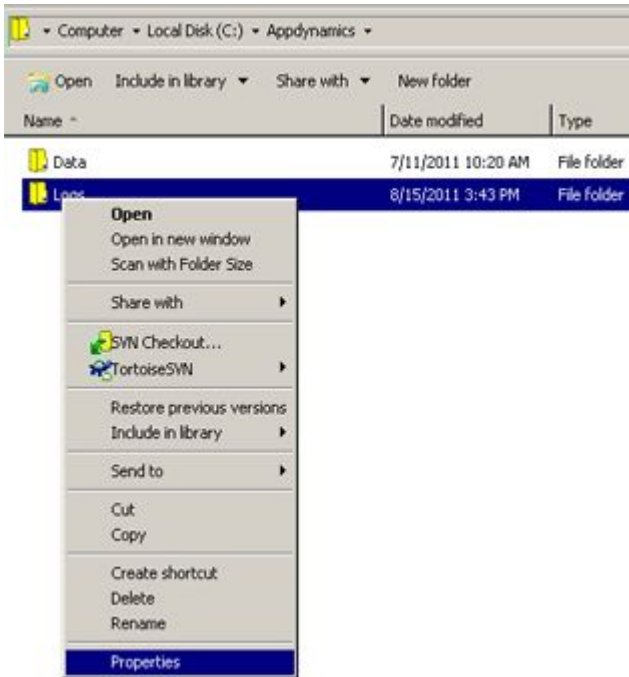 Computer Local Disk (C:) Appdynamics
Open Include in library Share with New folder
Name Date modified Type
Data 7/11/2011 10:20 AM File folder
Logs 8/15/2011 3:43 PM File folder
Open
Open in new window
Scan with Folder Size
Share with
SVN Checkout...
TortoiseSVN
Restore previous versions
Include in library
Send to
Cut
Copy
Create shortcut
Delete
Rename
Properties